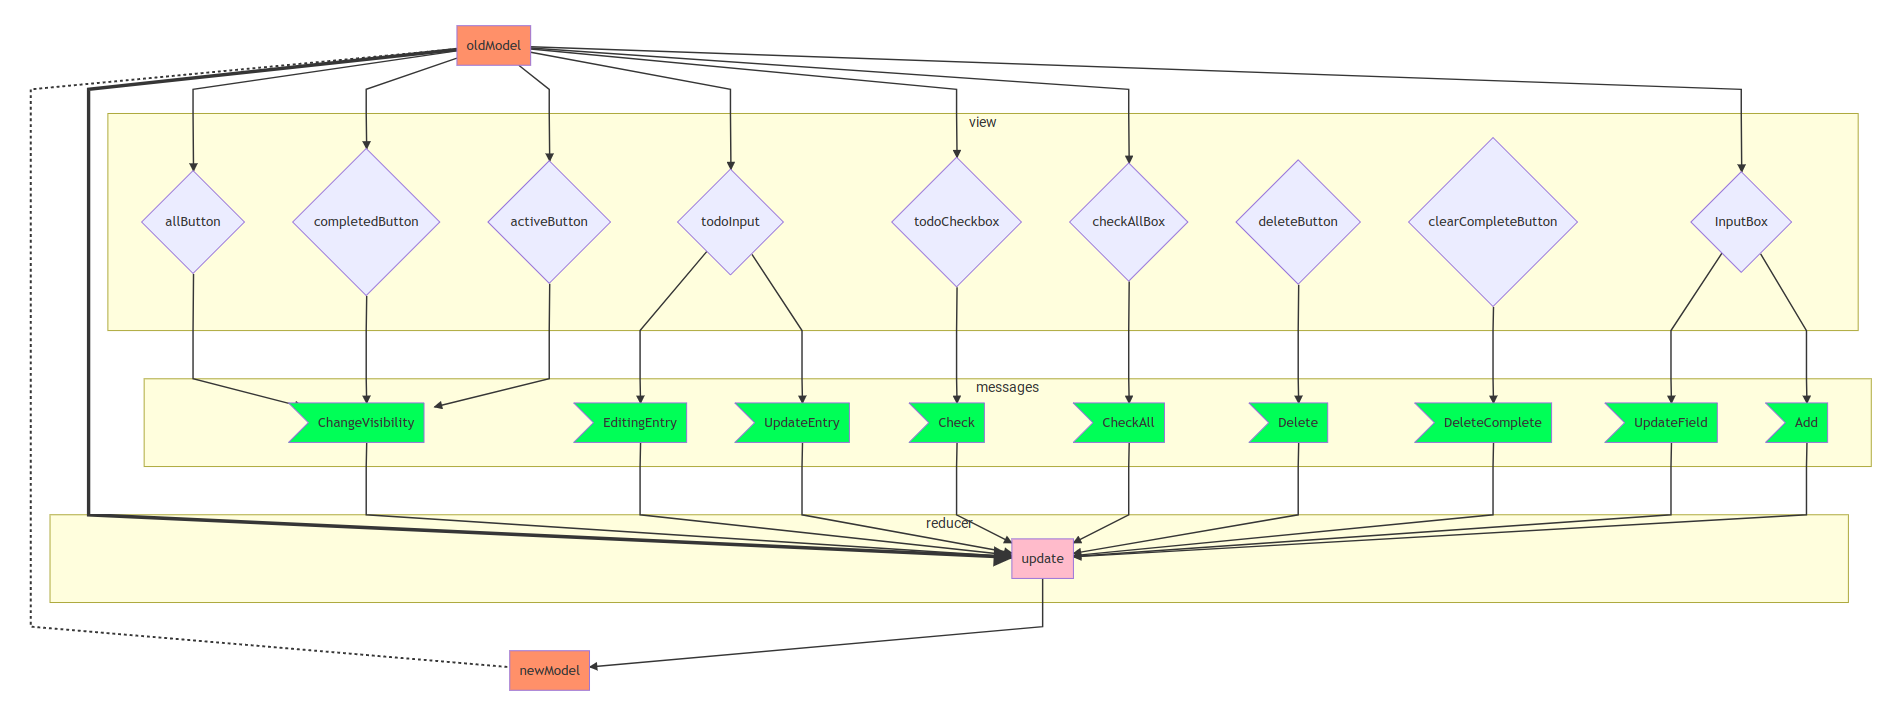 oldModel
view
allButton
completedButton
activeButton
todoInput
todoCheckbox
checkAllBox
deleteButton
clearCompleteButton
InputBox
messages
ChangeVisibility
EditingEntry
UpdateEntry
Check
CheckAll
Delete
DeleteComplete
UpdateField
Add
reducer
update
newModel